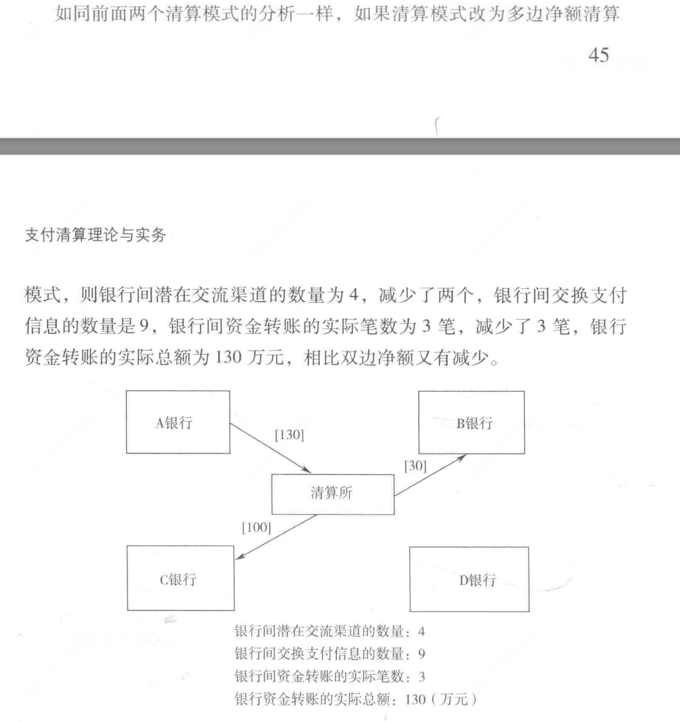 如同前面两个清算模式的分析一样，如果清算模式改为多边净额清算
45
支付清算理论与实务
模式，则银行间潜在交流渠道的数量为4，减少了两个，银行间交换支付
信息的数量是9，银行间资金转账的实际笔数为3笔，减少了3笔，银行
资金转账的实际总额为130万元，相比双边净额又有减少。
A银行
B银行
[130]
[30]
清算所
[100]
C银行
D银行
银行间潜在交流渠道的数量：4
银行间交换支付信息的数量：9
银行间资金转账的实际笔数：3
银行资金转账的实际总额：130（万元）